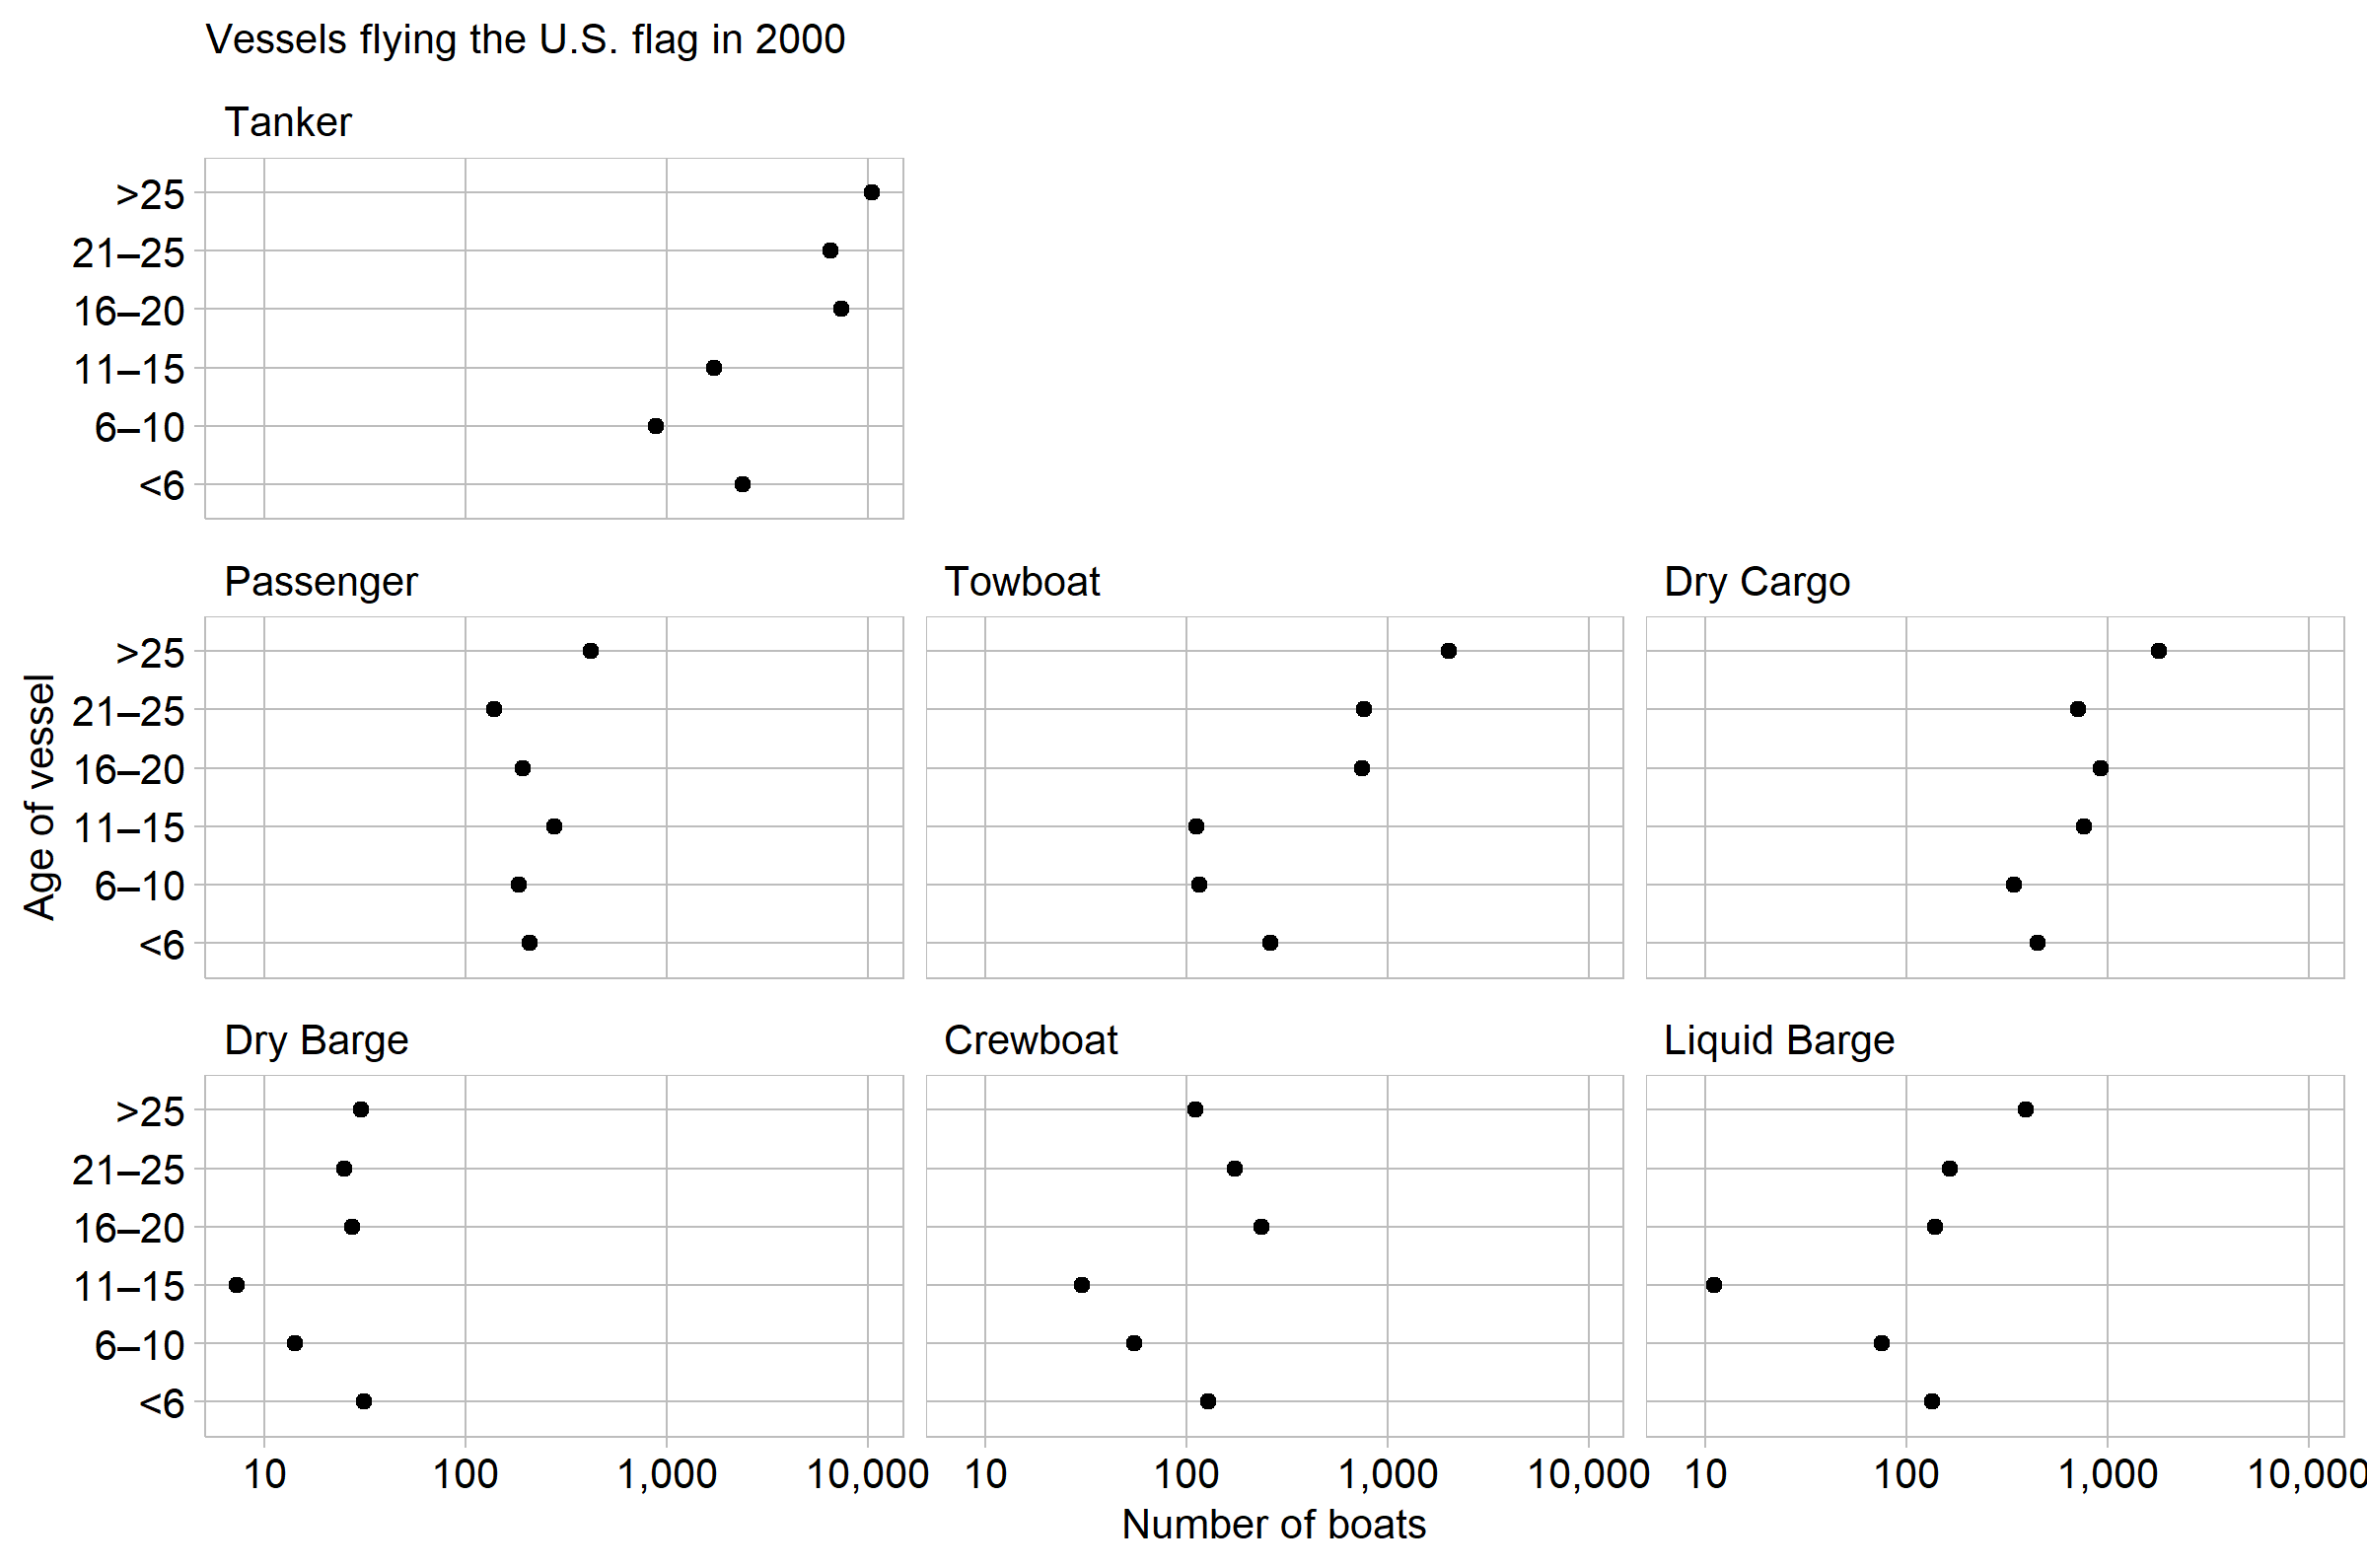 Vessels flying the U.S. flag in 2000
Tanker
>25
21–25
16–20
11–15
6–10
<6
Passenger
Towboat
Dry Cargo
Age of vessel
>25
21–25
16–20
11–15
6–10
<6
Dry Barge
Crewboat
Liquid Barge
>25
21–25
16–20
11–15
6–10
<6
10 100 1,000 10,000 10 100 1,000 10,000 10 100 1,000 10,000
Number of boats